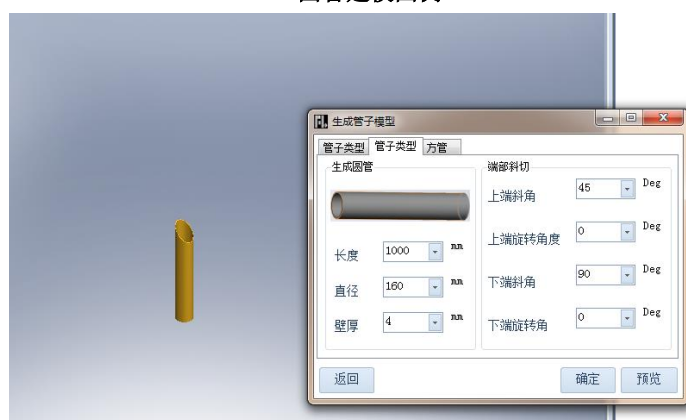 生成管子模型
管子类型 管子类型 方管
生成圆管
长度 1000 mm
直径 160 mm
壁厚 4 mm
端部斜切
上端斜角 45 Deg
上端旋转角度 0 Deg
下端斜角 90 Deg
下端旋转角 0 Deg
返回 确定 预览